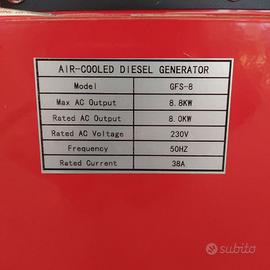 AIR-COOLED DIESEL GENERATOR
Model GFS-8
Max AC Output 8.8KW
Rated AC Output 8.0KW
Rated AC Voltage 230V
Frequency 50HZ
Rated Current 38A
subito